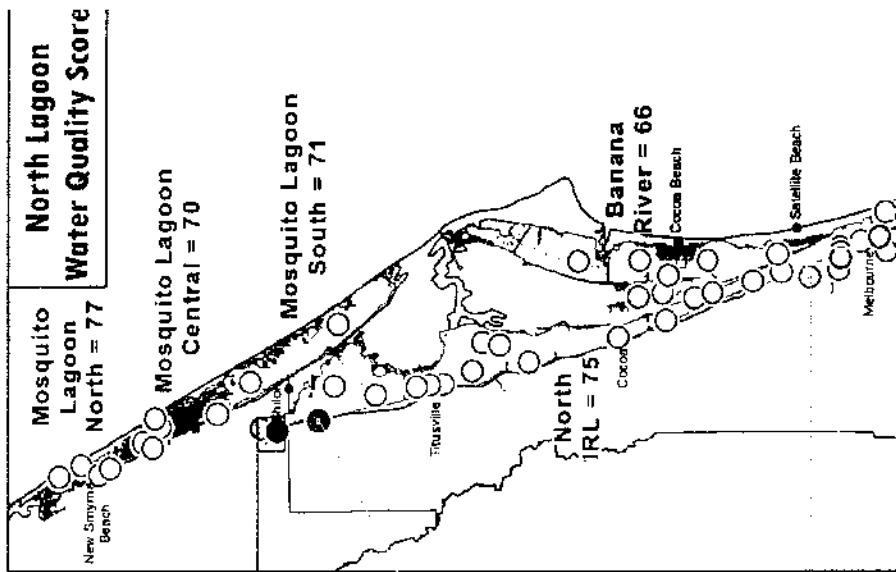 North Lagoon
Water Quality Score
Mosquito
Lagoon
North = 77
Mosquito Lagoon
Central = 70
Mosquito Lagoon
South = 71
Banana
River = 66
North
IRL = 75
New Smyrna
Beach
Titusville
Cocoa
Cocoa Beach
Satellite Beach
Melbourne